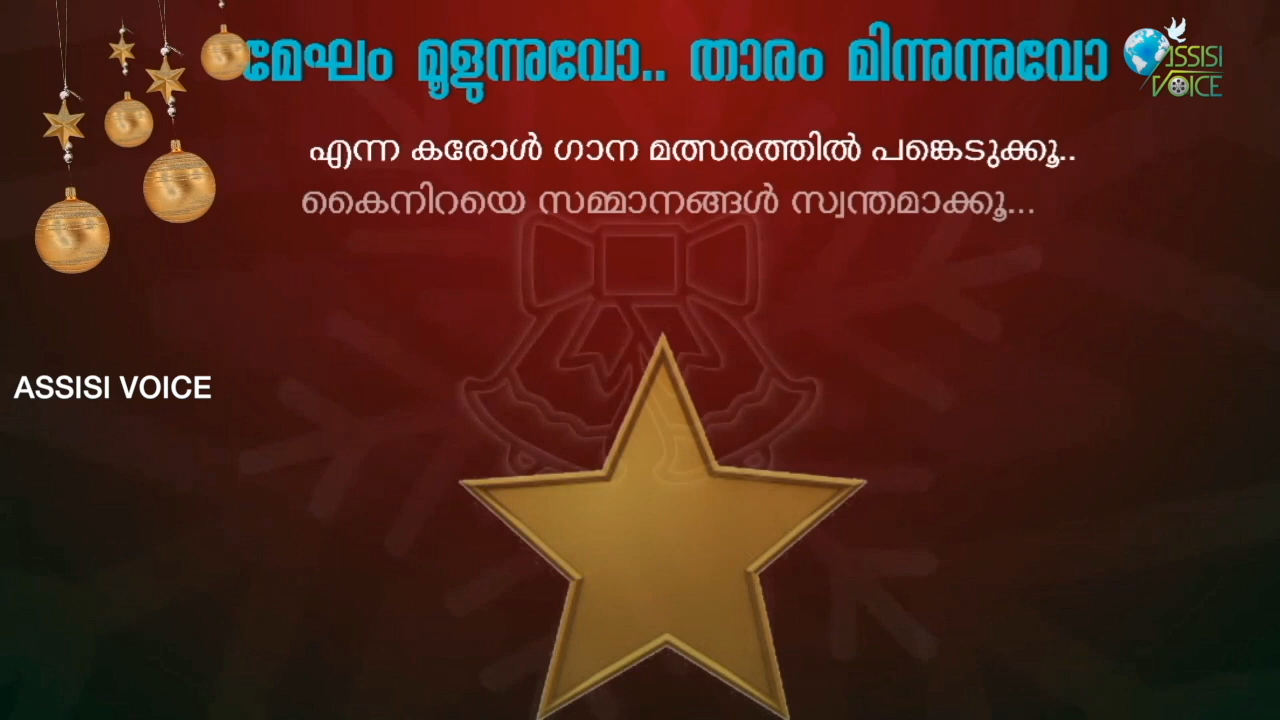 മേഘം മൂളുന്നുവോ.. താരം മിന്നുന്നുവോ
ASSISI
VOICE
എന്ന കരോൾ ഗാന മത്സരത്തിൽ പങ്കെടുക്കൂ..
കൈനിറയെ സമ്മാനങ്ങൾ സ്വന്തമാക്കൂ...
ASSISI VOICE